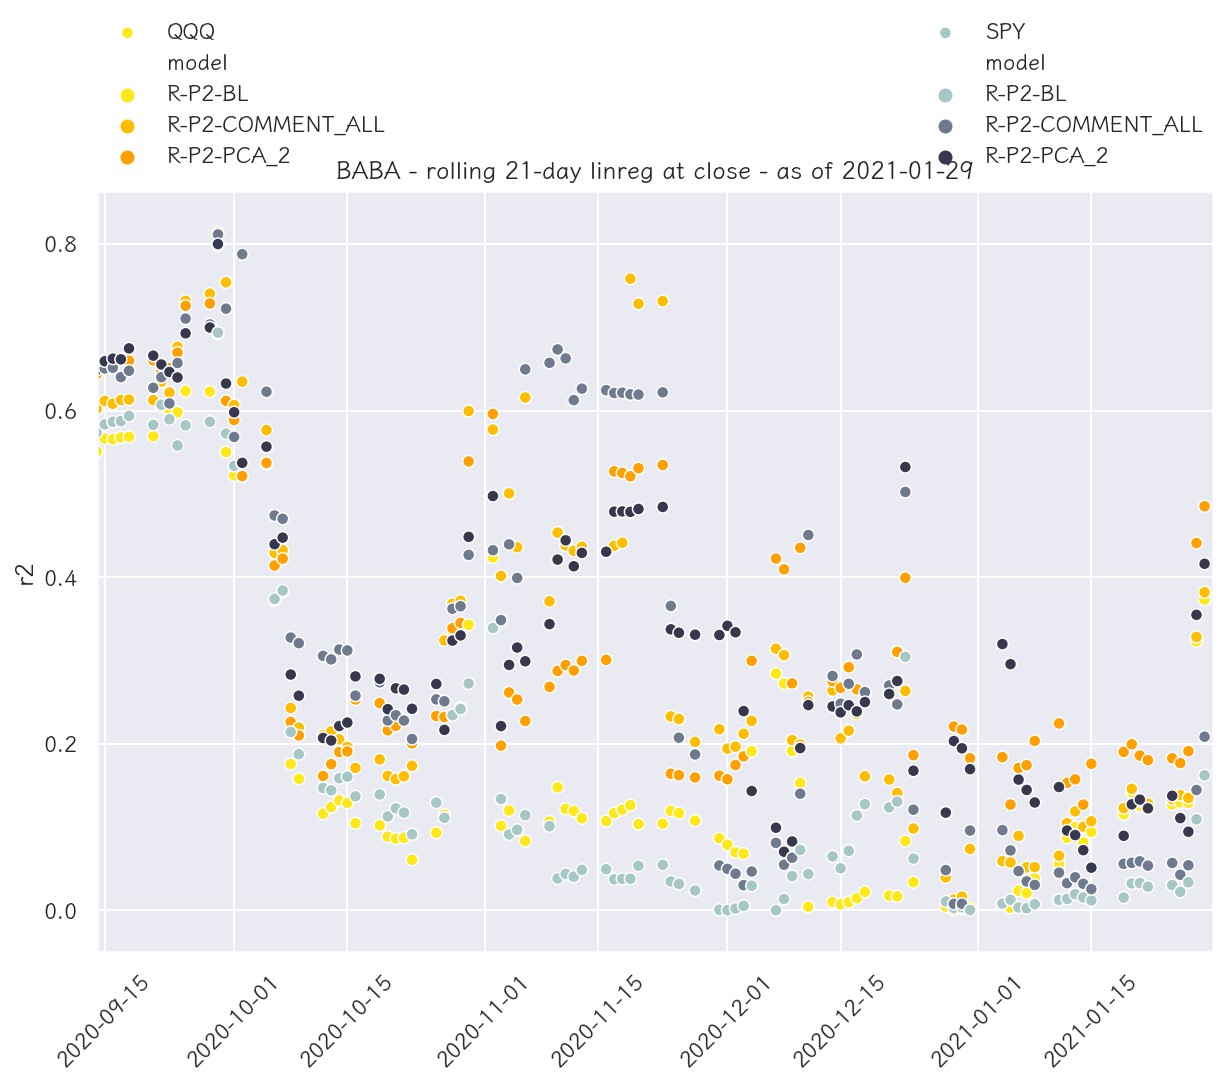 QQQ
model
R-P2-BL
R-P2-COMMENT_ALL
R-P2-PCA_2
SPY
model
R-P2-BL
R-P2-COMMENT_ALL
R-P2-PCA_2
BABA - rolling 21-day linreg at close - as of 2021-01-29
r2
0.8
0.6
0.4
0.2
0.0
2020-09-15
2020-10-01
2020-10-15
2020-11-01
2020-11-15
2020-12-01
2020-12-15
2021-01-01
2021-01-15